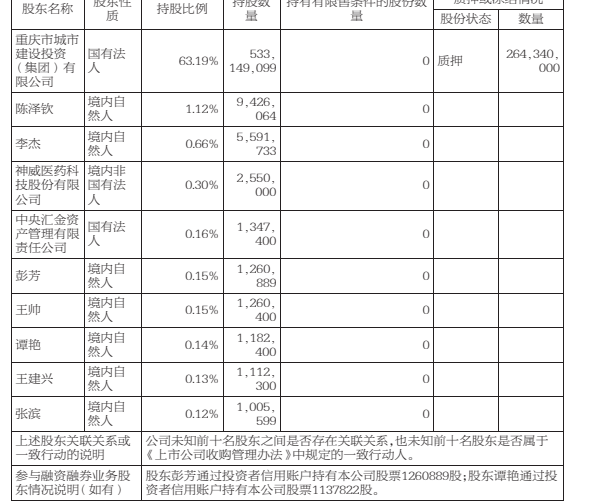 股东名称 股东性质 持股比例 持股数量 持有有限售条件的股份数量 质押或冻结情况
股份状态 数量
重庆市城市建设投资（集团）有限公司 国有法人 63.19% 533,149,099 0 质押 264,340,000
陈泽钦 境内自然人 1.12% 9,426,064 0
李杰 境内自然人 0.66% 5,591,733 0
神威医药科技股份有限公司 境内非国有法人 0.30% 2,550,000 0
中央汇金资产管理有限责任公司 国有法人 0.16% 1,347,400 0
彭芳 境内自然人 0.15% 1,260,889 0
王帅 境内自然人 0.15% 1,260,400 0
谭艳 境内自然人 0.14% 1,182,400 0
王建兴 境内自然人 0.13% 1,112,300 0
张滨 境内自然人 0.12% 1,005,599 0
上述股东关联关系或一致行动的说明 公司未知前十名股东之间是否存在关联关系,也未知前十名股东是否属于《上市公司收购管理办法》中规定的一致行动人。
参与融资融券业务股东情况说明（如有） 股东彭芳通过投资者信用账户持有本公司股票1260889股;股东谭艳通过投资者信用账户持有本公司股票1137822股。